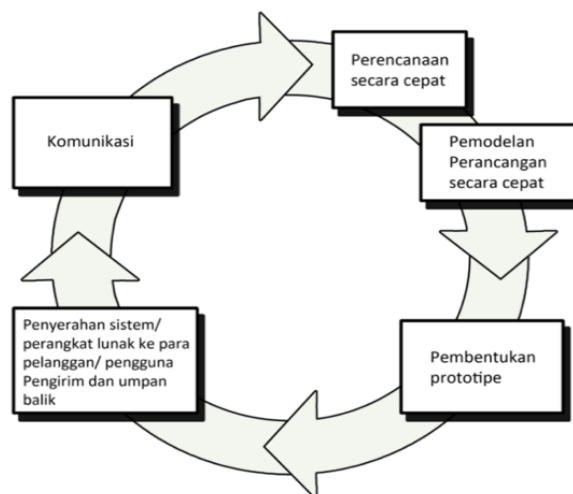 Perencanaan
secara cepat
Komunikasi
Pemodelan
Perancangan
secara cepat
Pembentukan
prototipe
Penyerahan sistem/
perangkat lunak ke para
pelanggan/ pengguna
Pengirim dan umpan
balik